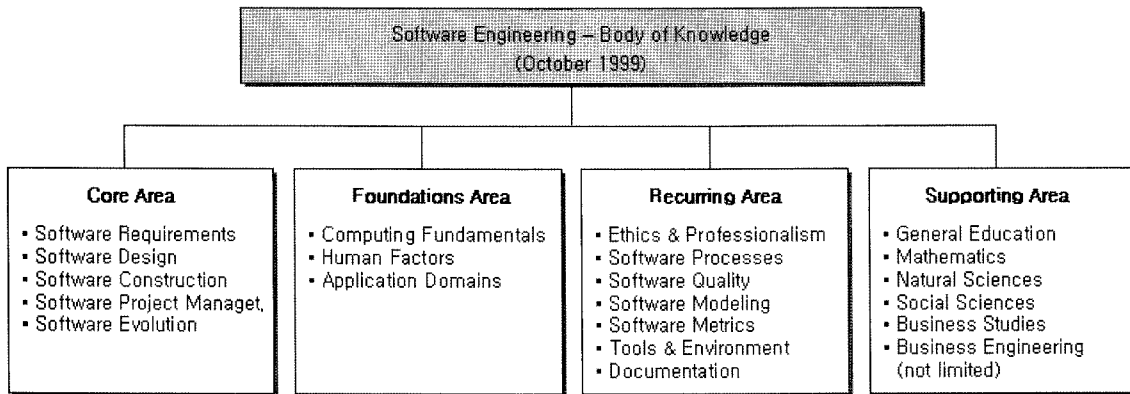 Software Engineering – Body of Knowledge
(October 1999)
Core Area
▪ Software Requirements
▪ Software Design
▪ Software Construction
▪ Software Project Managet.
▪ Software Evolution
Foundations Area
▪ Computing Fundamentals
▪ Human Factors
▪ Application Domains
Recurring Area
▪ Ethics & Professionalism
▪ Software Processes
▪ Software Quality
▪ Software Modeling
▪ Software Metrics
▪ Tools & Environment
▪ Documentation
Supporting Area
▪ General Education
▪ Mathematics
▪ Natural Sciences
▪ Social Sciences
▪ Business Studies
▪ Business Engineering
(not limited)